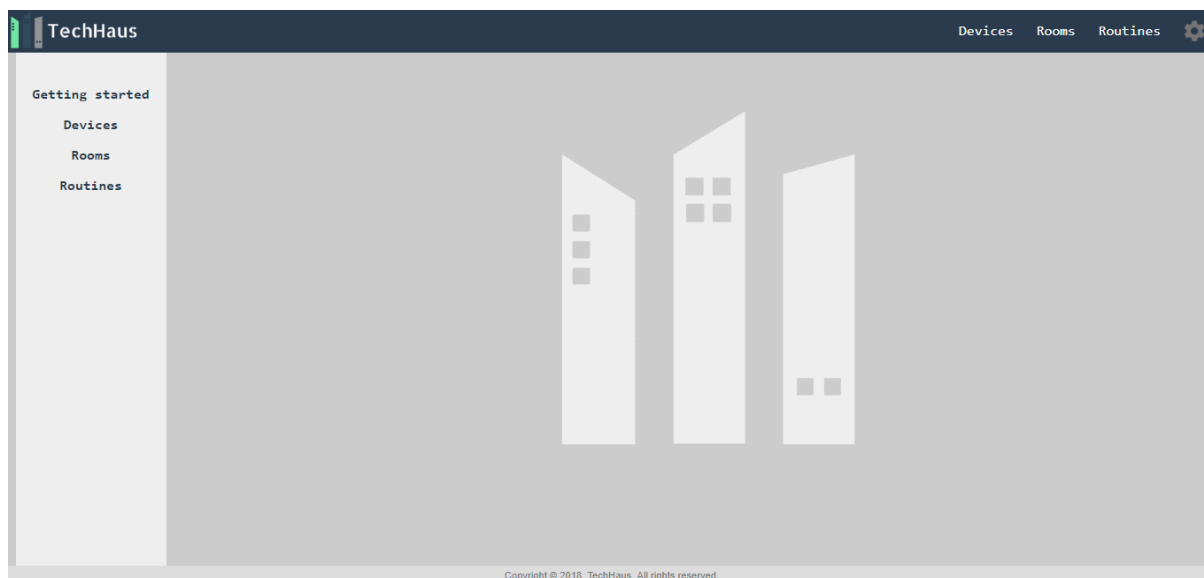 TechHaus
Devices Rooms Routines
Getting started
Devices
Rooms
Routines
Copyright © 2018, TechHaus. All rights reserved